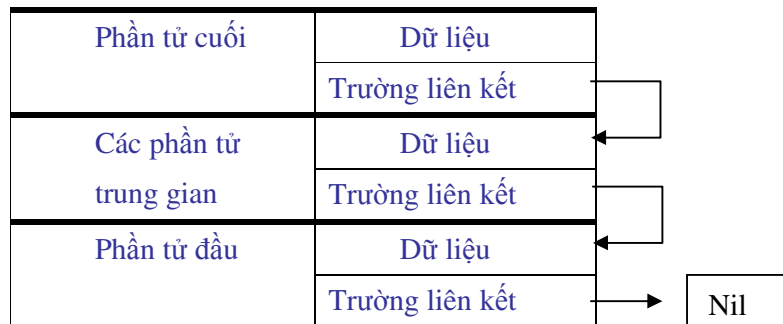 Phần tử cuối Dữ liệu
Trường liên kết
Các phần tử Dữ liệu
trung gian Trường liên kết
Phần tử đầu Dữ liệu
Trường liên kết Nil